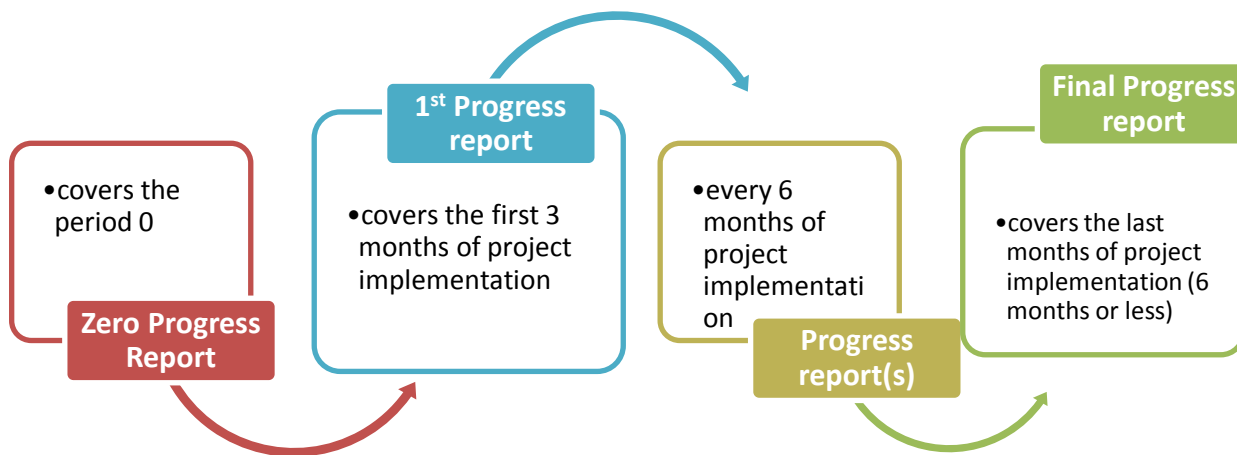 •covers the
period 0
Zero Progress
Report
1st Progress
report
•covers the first 3
months of project
implementation
•every 6
months of
project
implementati
on
Progress
report(s)
Final Progress
report
•covers the last
months of project
implementation (6
months or less)